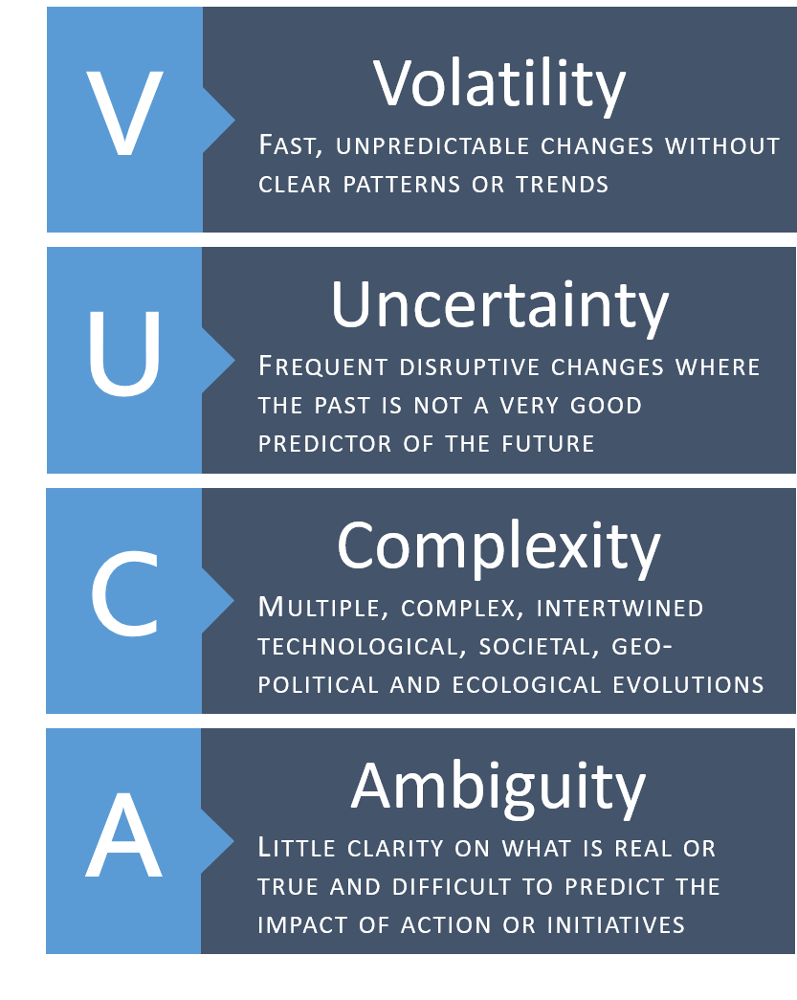 V
Volatility
Fast, unpredictable changes without
clear patterns or trends
U
Uncertainty
Frequent disruptive changes where
the past is not a very good
predictor of the future
C
Complexity
Multiple, complex, intertwined
technological, societal, geo-
political and ecological evolutions
A
Ambiguity
Little clarity on what is real or
true and difficult to predict the
impact of action or initiatives